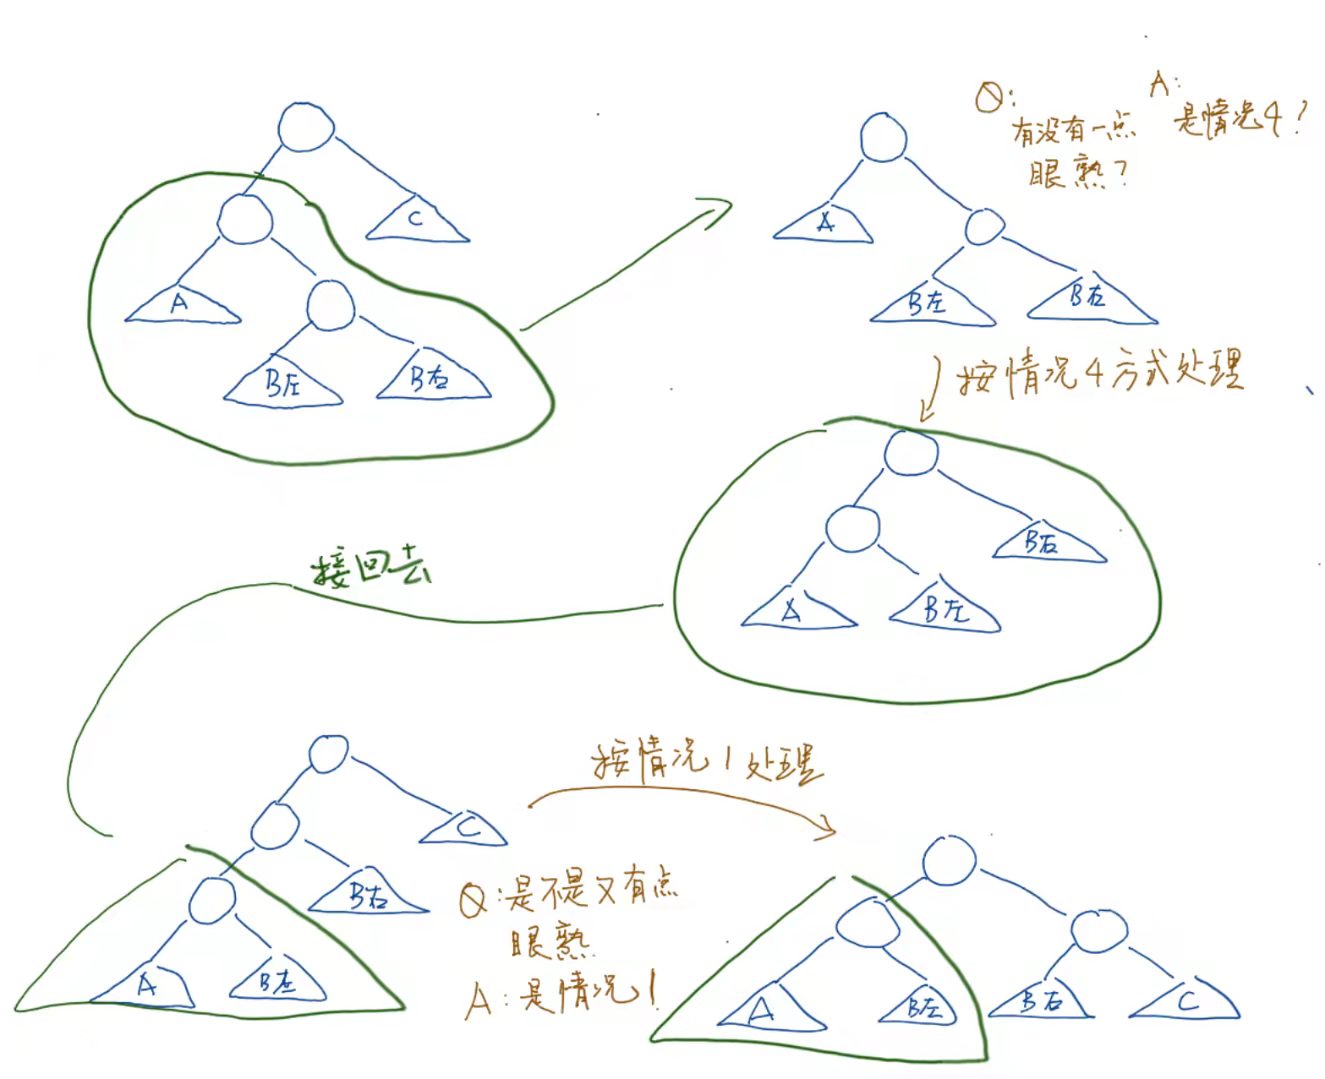 Q:
有没有一点
眼熟?
A:
是情况4?
C
A
B左
B右
A
B左
B右
按情况4方式处理
B右
A
B左
接回去
按情况1处理
C
B右
A
B左
Q:是不是又有点
眼熟
A:是情况1
A
B左
B右
C